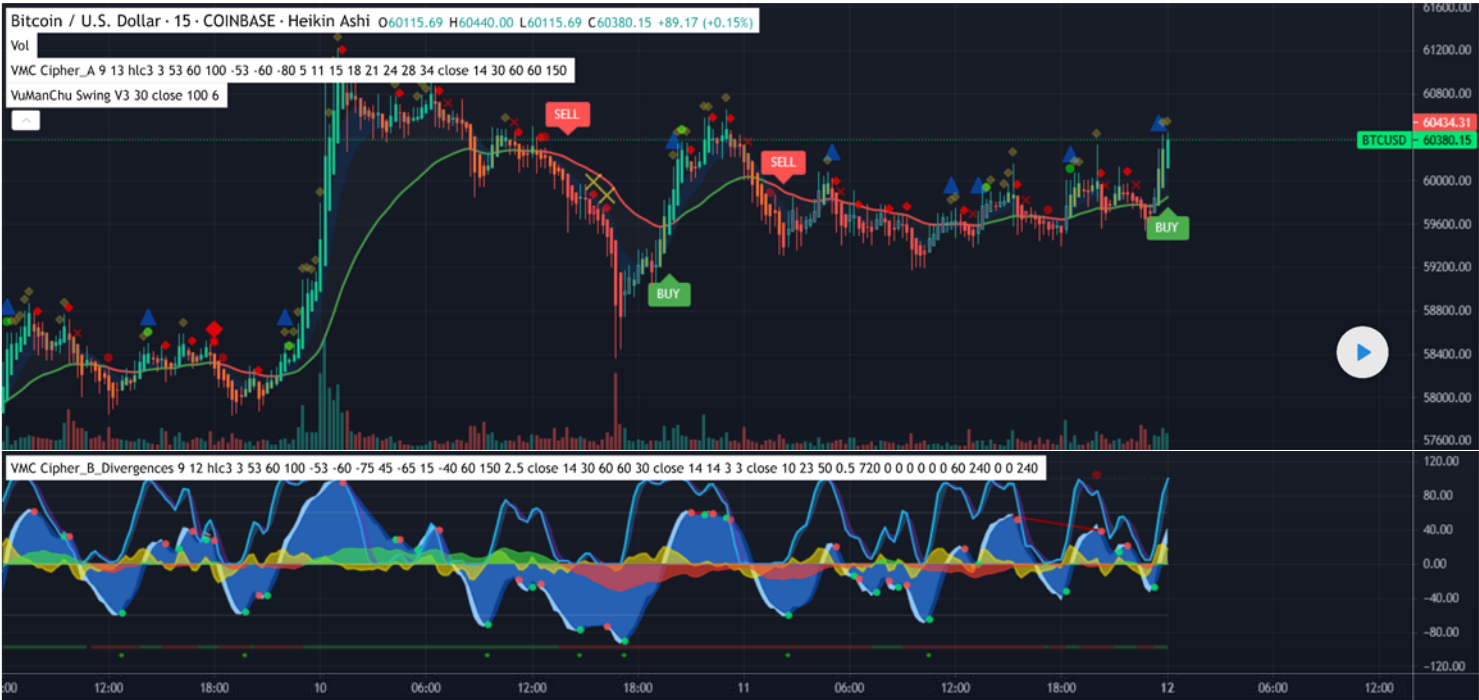 Bitcoin / U.S. Dollar · 15 · COINBASE · Heikin Ashi O60115.69 H60440.00 L60115.69 C60380.15 +89.17 (+0.15%)
Vol
VMC Cipher_A 9 13 hlc3 3 53 60 100 -53 -60 -80 5 11 15 18 21 24 28 34 close 14 30 60 60 150
VuManChu Swing V3 30 close 100 6
SELL
SELL
BUY
BUY
61600.00
61200.00
60800.00
60434.31
BTCUSD 60380.15
60000.00
59600.00
59200.00
58800.00
58400.00
58000.00
57600.00
VMC Cipher_B_Divergences 9 12 hlc3 3 53 60 100 -53 -60 -75 45 -65 15 -40 60 150 2.5 close 14 30 60 60 30 close 14 14 3 3 close 10 23 50 0.5 720 0 0 0 0 0 0 60 240 0 0 240
120.00
80.00
40.00
0.00
-40.00
-80.00
-120.00
:00 12:00 18:00 10 06:00 12:00 18:00 11 06:00 12:00 18:00 12 06:00 12:00